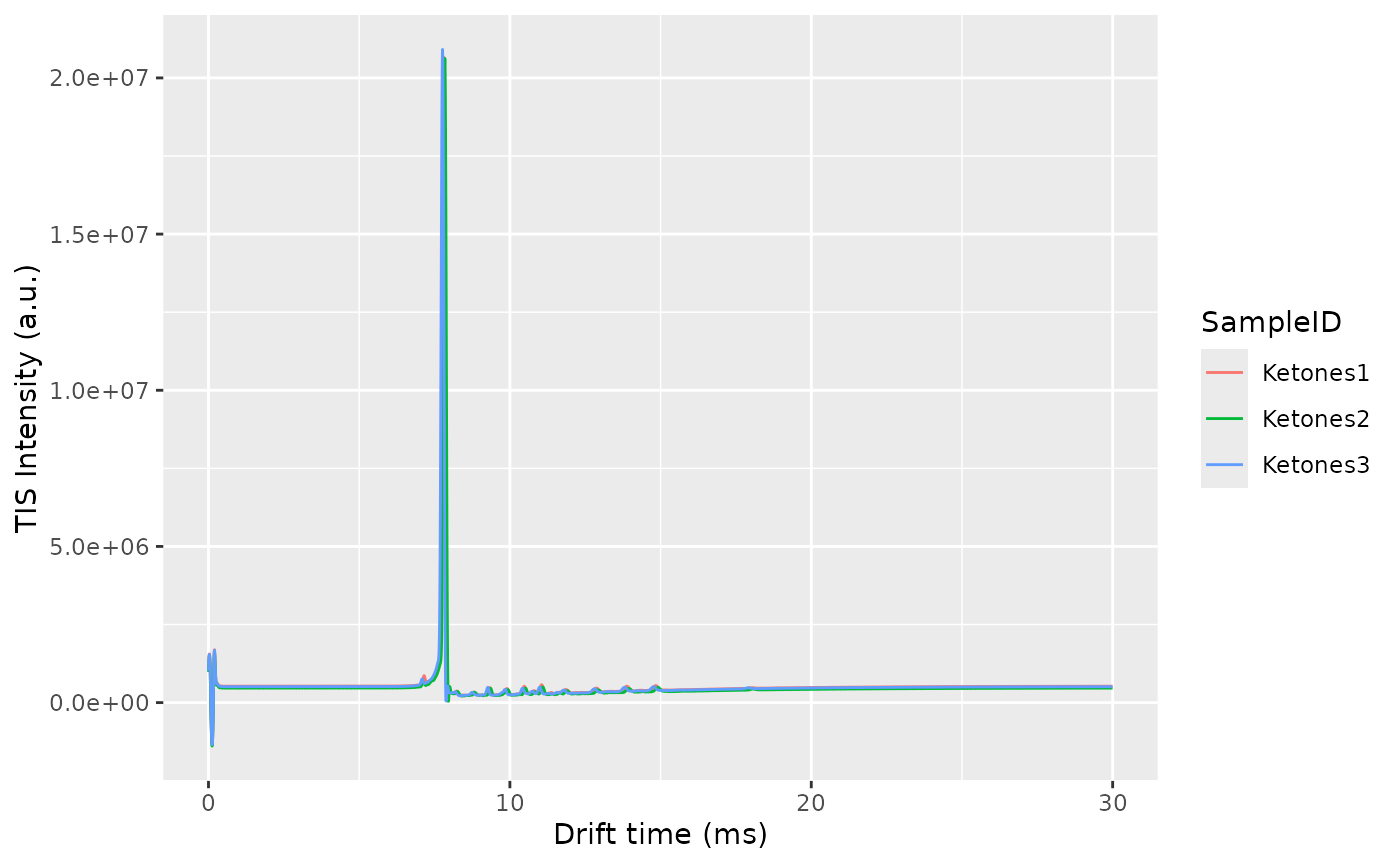 2.0e+07
1.5e+07
1.0e+07
5.0e+06
0.0e+00
TIS Intensity (a.u.)
0 10 20 30
Drift time (ms)
SampleID
Ketones1
Ketones2
Ketones3